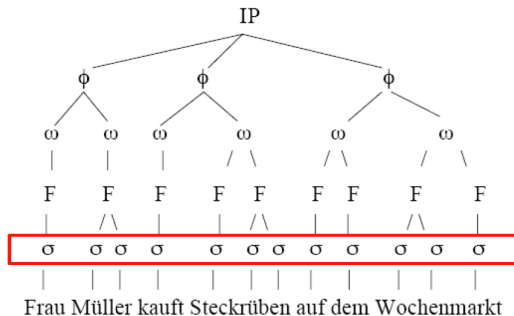 IP
ϕ ϕ ϕ
ω ω ω ω ω ω
F F F F F F F F F
σ σ σ σ σ σ σ σ σ σ σ σ
Frau Müller kauft Steckrüben auf dem Wochenmarkt